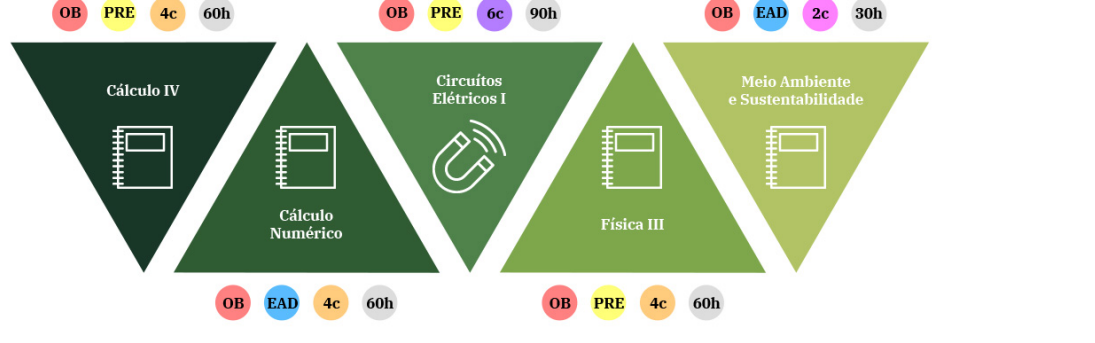 OB PRE 4c 60h
OB PRE 6c 90h
OB EAD 2c 30h
Cálculo IV
Cálculo
Numérico
Circuítos
Elétricos I
Física III
Meio Ambiente
e Sustentabilidade
OB EAD 4c 60h
OB PRE 4c 60h